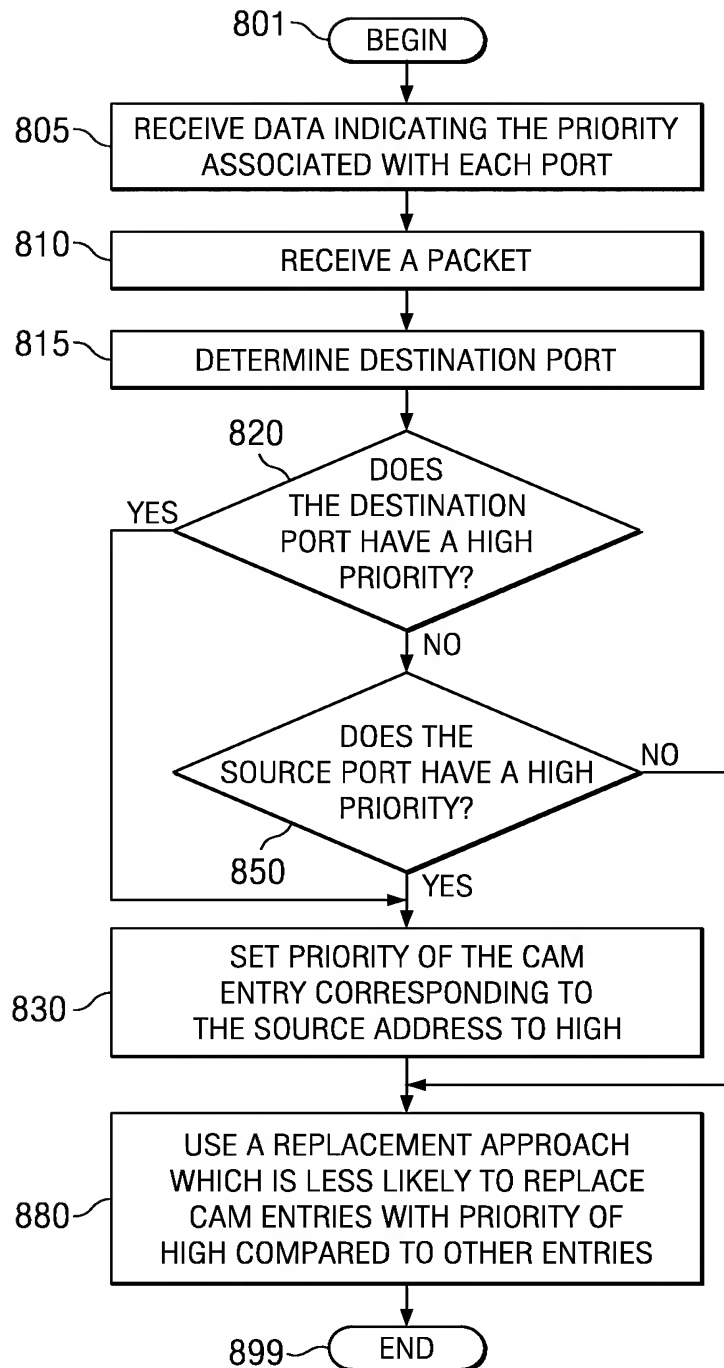 801
BEGIN
805
RECEIVE DATA INDICATING THE PRIORITY
ASSOCIATED WITH EACH PORT
810
RECEIVE A PACKET
815
DETERMINE DESTINATION PORT
820
DOES
THE DESTINATION
PORT HAVE A HIGH
PRIORITY?
YES
NO
DOES THE
SOURCE PORT HAVE A HIGH
PRIORITY?
NO
850
YES
830
SET PRIORITY OF THE CAM
ENTRY CORRESPONDING TO
THE SOURCE ADDRESS TO HIGH
880
USE A REPLACEMENT APPROACH
WHICH IS LESS LIKELY TO REPLACE
CAM ENTRIES WITH PRIORITY OF
HIGH COMPARED TO OTHER ENTRIES
899
END